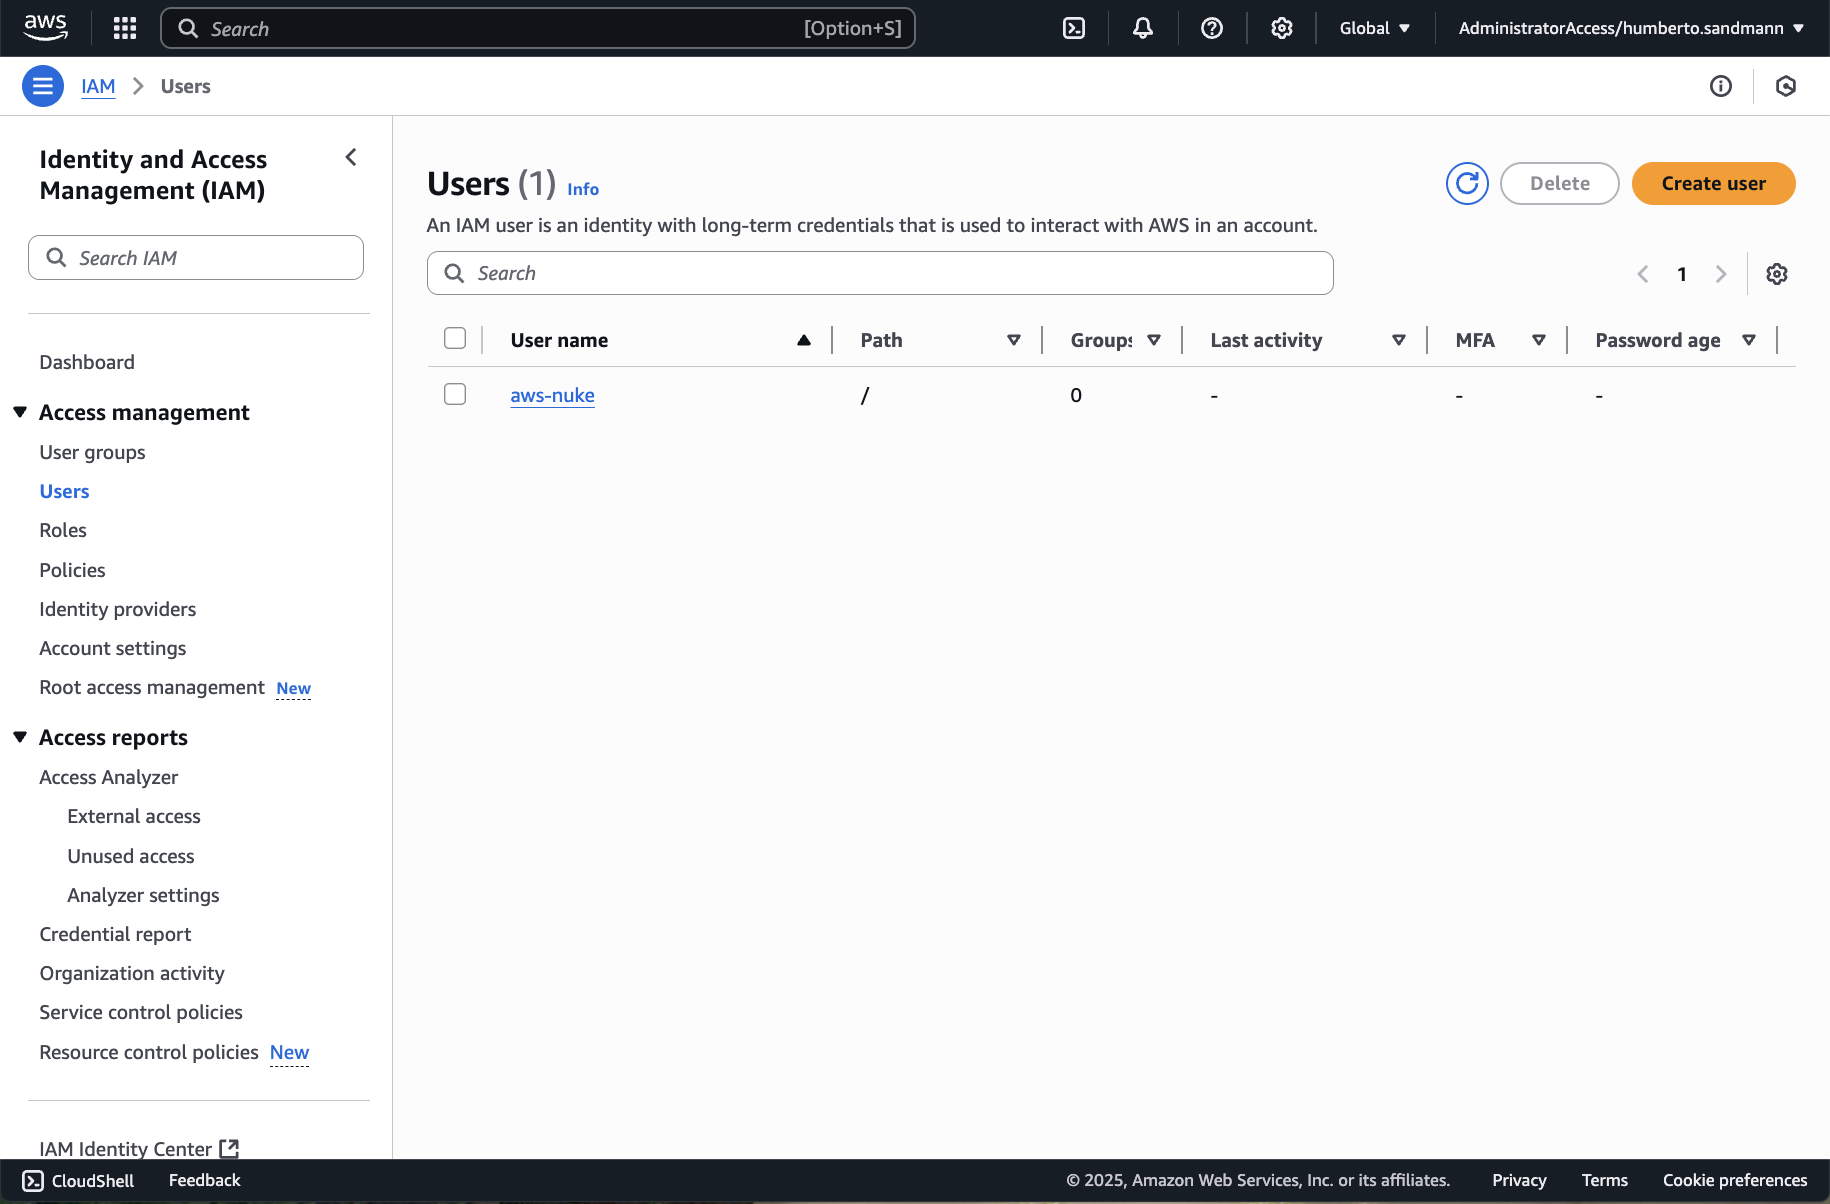 aws
Search [Option+S]
Global
AdministratorAccess/humberto.sandmann
IAM Users
Identity and Access
Management (IAM)
Search IAM
Dashboard
Access management
User groups
Users
Roles
Policies
Identity providers
Account settings
Root access management New
Access reports
Access Analyzer
External access
Unused access
Analyzer settings
Credential report
Organization activity
Service control policies
Resource control policies New
IAM Identity Center
Users (1) Info
Delete
Create user
An IAM user is an identity with long-term credentials that is used to interact with AWS in an account.
Search
1
User name Path Groups Last activity MFA Password age
aws-nuke / 0 - - -
CloudShell Feedback
© 2025, Amazon Web Services, Inc. or its affiliates. Privacy Terms Cookie preferences